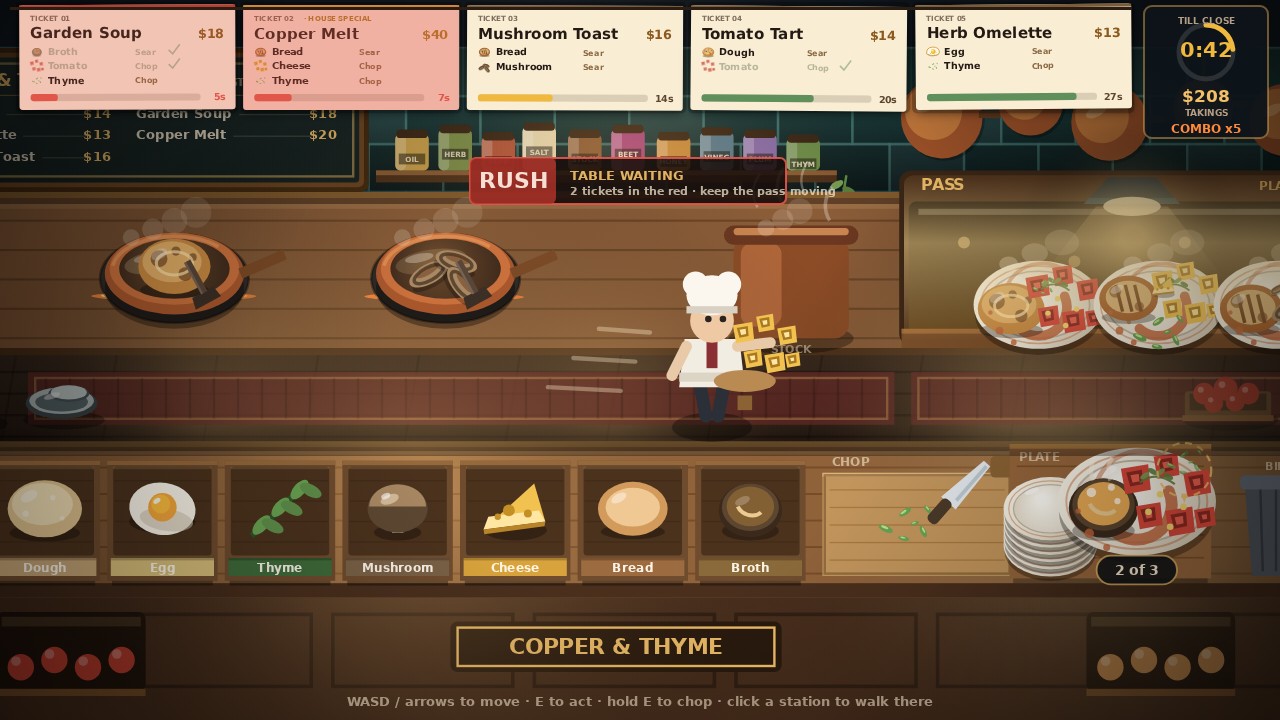 TICKET 01
Garden Soup $18
Broth Sear
Tomato Chop
Thyme Chop
5s
TICKET 02 · HOUSE SPECIAL
Copper Melt $40
Bread Sear
Cheese Chop
Thyme Chop
7s
TICKET 03
Mushroom Toast $16
Bread Sear
Mushroom Sear
14s
TICKET 04
Tomato Tart $14
Dough Sear
Tomato Chop
20s
TICKET 05
Herb Omelette $13
Egg Sear
Thyme Chop
27s
TILL CLOSE
0:42
$208
TAKINGS
COMBO x5
$14 Garden Soup $18
tte $13 Copper Melt $20
Toast $16
OIL HERB SALT BEET VINEG THYM
RUSH
TABLE WAITING
2 tickets in the red · keep the pass moving
PASS
PLA
STOCK
CHOP
PLATE
BI
Dough Egg Thyme Mushroom Cheese Bread Broth
2 of 3
COPPER & THYME
WASD / arrows to move · E to act · hold E to chop · click a station to walk there